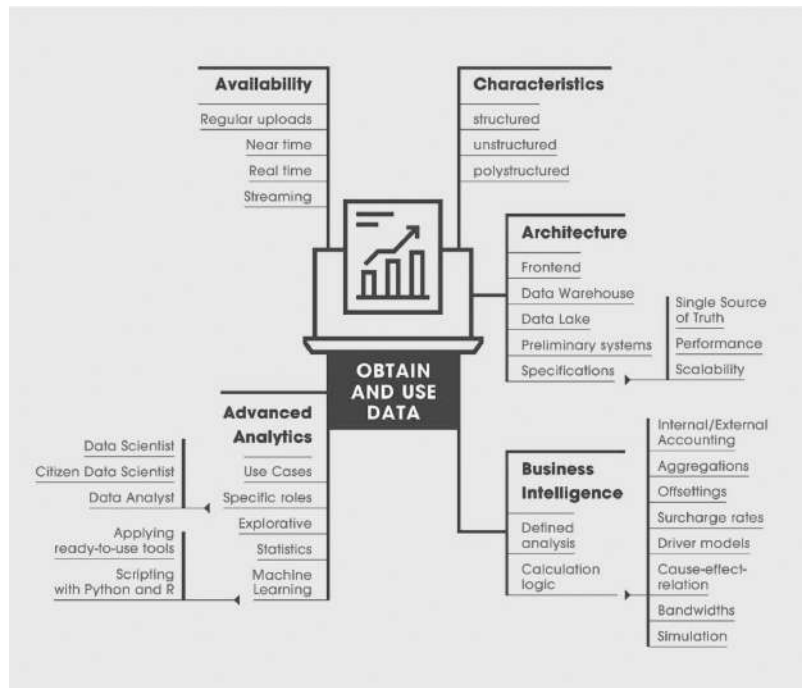 Availability
Regular uploads
Near time
Real time
Streaming
Characteristics
structured
unstructured
polystructured
Architecture
Frontend
Data Warehouse
Data Lake
Preliminary systems
Specifications
Single Source
of Truth
Performance
Scalability
OBTAIN
AND USE
DATA
Advanced
Analytics
Use Cases
Specific roles
Explorative
Statistics
Machine
Learning
Data Scientist
Citizen Data Scientist
Data Analyst
Applying
ready-to-use tools
Scripting
with Python and R
Business
Intelligence
Defined
analysis
Calculation
logic
Internal/External
Accounting
Aggregations
Offsettings
Surcharge rates
Driver models
Cause-effect-
relation
Bandwidths
Simulation